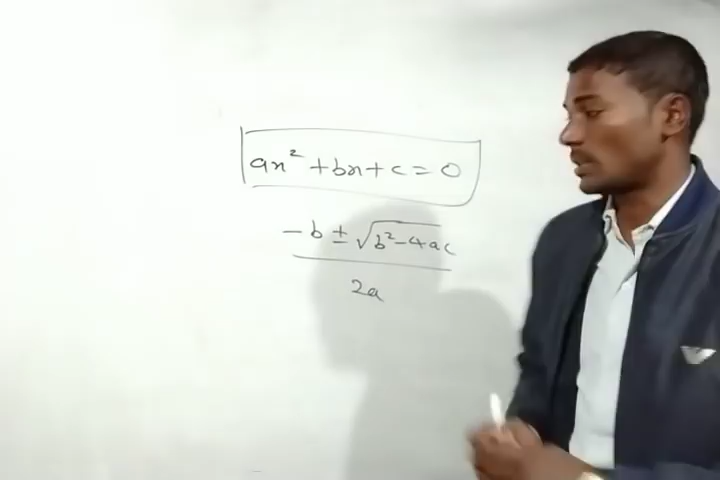 ax² + bx + c = 0
-b ± √b²-4ac
2a